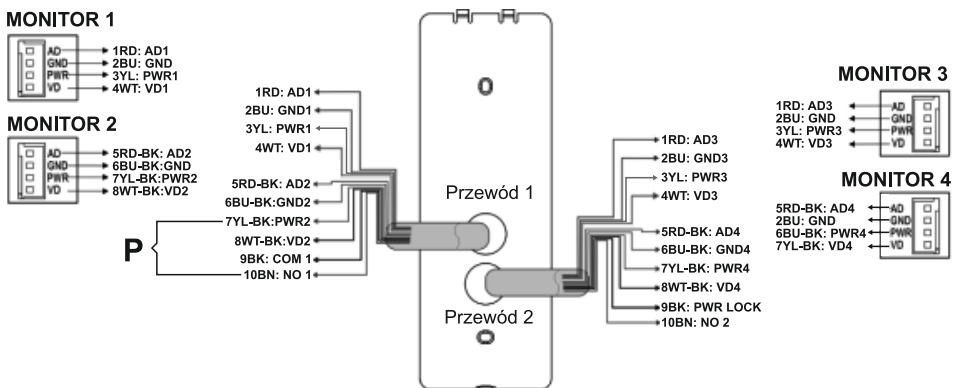 MONITOR 1
AD
GND
PWR
VD
1RD: AD1
2BU: GND
3YL: PWR1
4WT: VD1
MONITOR 2
AD
GND
PWR
VD
5RD-BK: AD2
6BU-BK:GND
7YL-BK:PWR2
8WT-BK:VD2
1RD: AD1
2BU: GND1
3YL: PWR1
4WT: VD1
5RD-BK: AD2
6BU-BK:GND2
7YL-BK:PWR2
8WT-BK:VD2
9BK: COM 1
10BN: NO 1
P
Przewód 1
Przewód 2
1RD: AD3
2BU: GND3
3YL: PWR3
4WT: VD3
5RD-BK: AD4
6BU-BK: GND4
7YL-BK: PWR4
8WT-BK: VD4
9BK: PWR LOCK
10BN: NO 2
MONITOR 3
1RD: AD3
2BU: GND
3YL: PWR3
4WT: VD3
AD
GND
PWR
VD
MONITOR 4
5RD-BK: AD4
2BU: GND
6BU-BK: PWR4
7YL-BK: VD4
AD
GND
PWR
VD